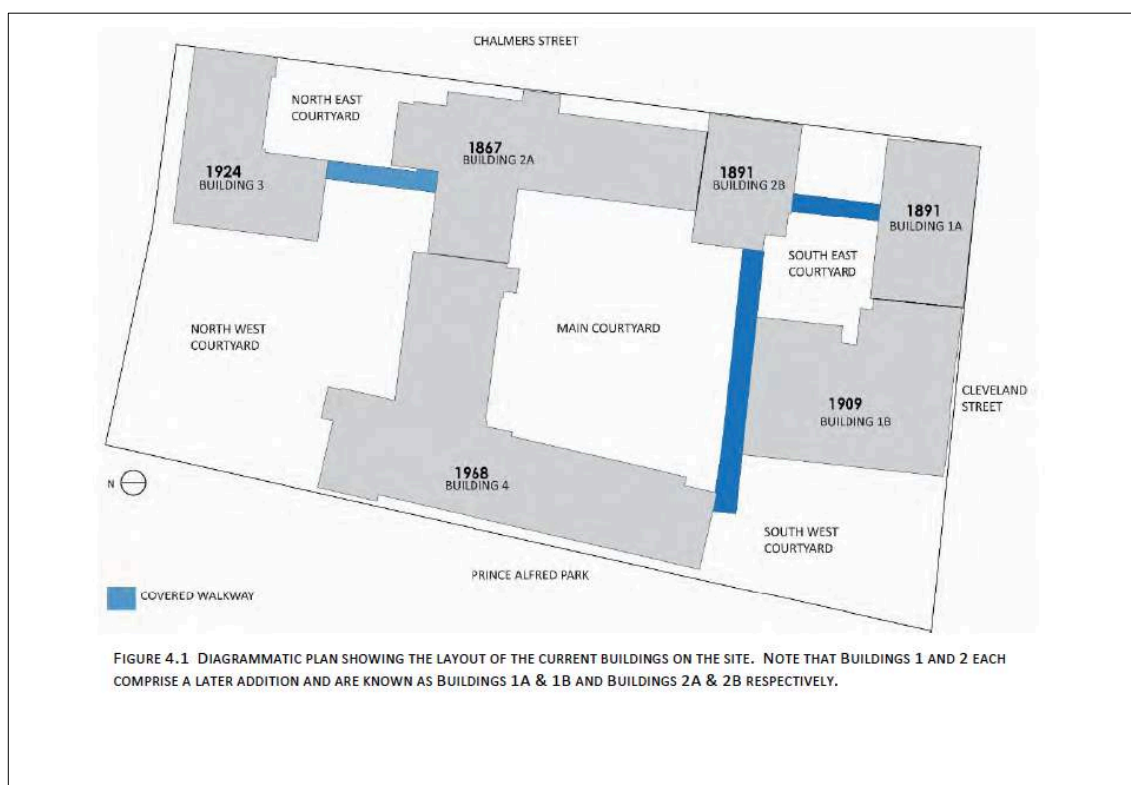 CHALMERS STREET
NORTH EAST
COURTYARD
1867
BUILDING 2A
1924
BUILDING 3
1891
BUILDING 2B
1891
BUILDING 1A
SOUTH EAST
COURTYARD
NORTH WEST
COURTYARD
MAIN COURTYARD
CLEVELAND
STREET
1909
BUILDING 1B
1968
BUILDING 4
N
SOUTH WEST
COURTYARD
PRINCE ALFRED PARK
COVERED WALKWAY
FIGURE 4.1 DIAGRAMMATIC PLAN SHOWING THE LAYOUT OF THE CURRENT BUILDINGS ON THE SITE. NOTE THAT BUILDINGS 1 AND 2 EACH
COMPRISE A LATER ADDITION AND ARE KNOWN AS BUILDINGS 1A & 1B AND BUILDINGS 2A & 2B RESPECTIVELY.